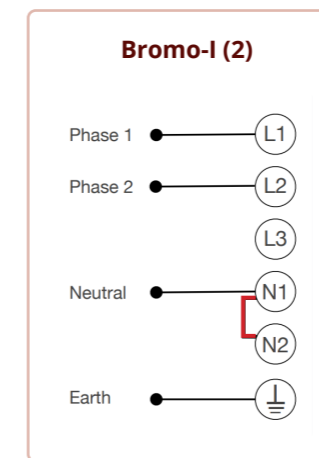 Bromo-I (2)
Phase 1 L1
Phase 2 L2
L3
Neutral N1
N2
Earth